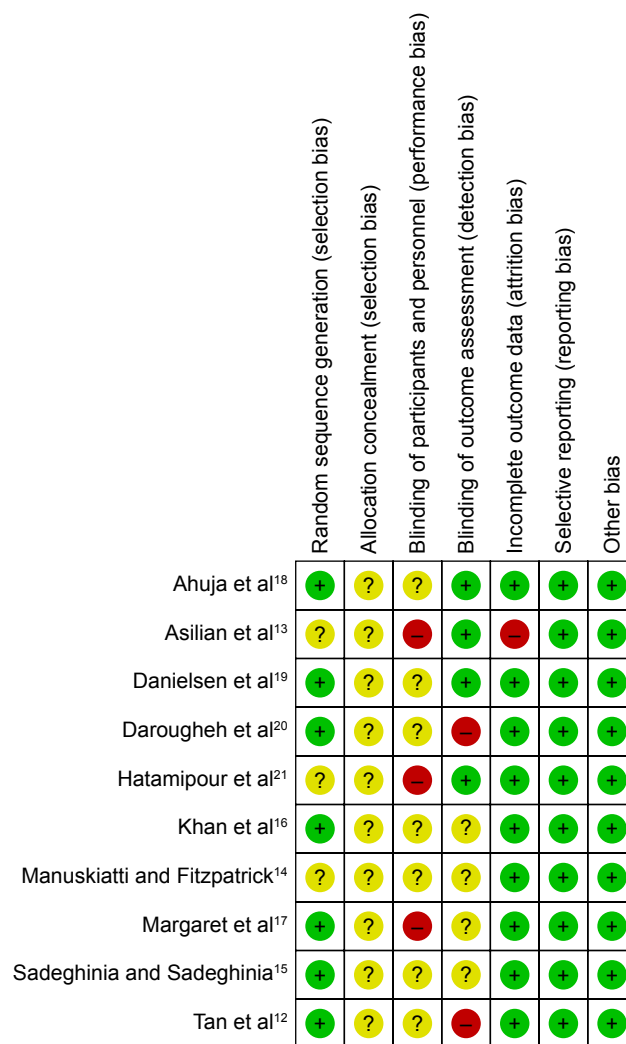 Random sequence generation (selection bias)
Allocation concealment (selection bias)
Blinding of participants and personnel (performance bias)
Blinding of outcome assessment (detection bias)
Incomplete outcome data (attrition bias)
Selective reporting (reporting bias)
Other bias
Ahuja et al18 + ? ? + + + +
Asilian et al13 ? ? – + – + +
Danielsen et al19 + ? ? + + + +
Darougheh et al20 + ? ? – + + +
Hatamipour et al21 ? ? – + + + +
Khan et al16 + ? ? ? + + +
Manuskiatti and Fitzpatrick14 ? ? ? ? + + +
Margaret et al17 + ? – ? + + +
Sadeghinia and Sadeghinia15 + ? ? ? + + +
Tan et al12 + ? ? – + + +